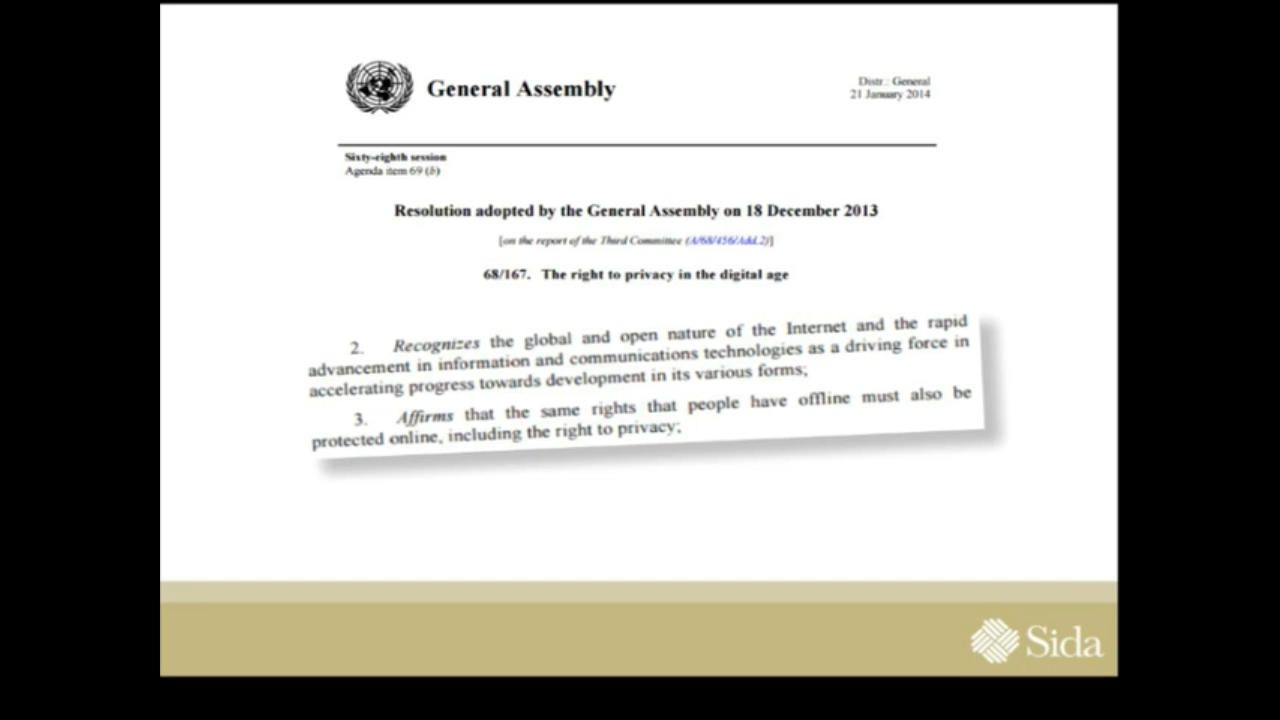 General Assembly
Distr.: General
21 January 2014
Sixty-eighth session
Agenda item 69 (b)
Resolution adopted by the General Assembly on 18 December 2013
[on the report of the Third Committee (A/68/456/Add.2)]
68/167. The right to privacy in the digital age
2. Recognizes the global and open nature of the Internet and the rapid
advancement in information and communications technologies as a driving force in
accelerating progress towards development in its various forms;
3. Affirms that the same rights that people have offline must also be
protected online, including the right to privacy;
Sida